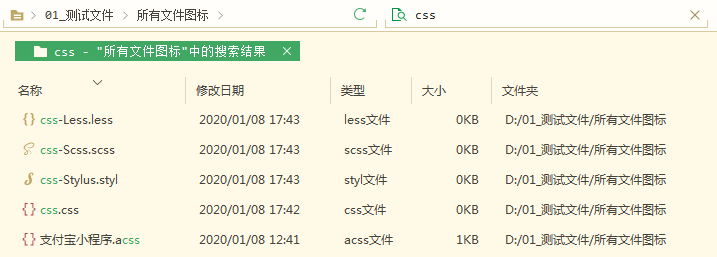 01_测试文件 所有文件图标 css
css - "所有文件图标"中的搜索结果
名称 修改日期 类型 大小 文件夹
css-Less.less 2020/01/08 17:43 less文件 0KB D:/01_测试文件/所有文件图标
css-Scss.scss 2020/01/08 17:43 scss文件 0KB D:/01_测试文件/所有文件图标
css-Stylus.styl 2020/01/08 17:43 styl文件 0KB D:/01_测试文件/所有文件图标
css.css 2020/01/08 17:42 css文件 0KB D:/01_测试文件/所有文件图标
支付宝小程序.acss 2020/01/08 12:41 acss文件 1KB D:/01_测试文件/所有文件图标